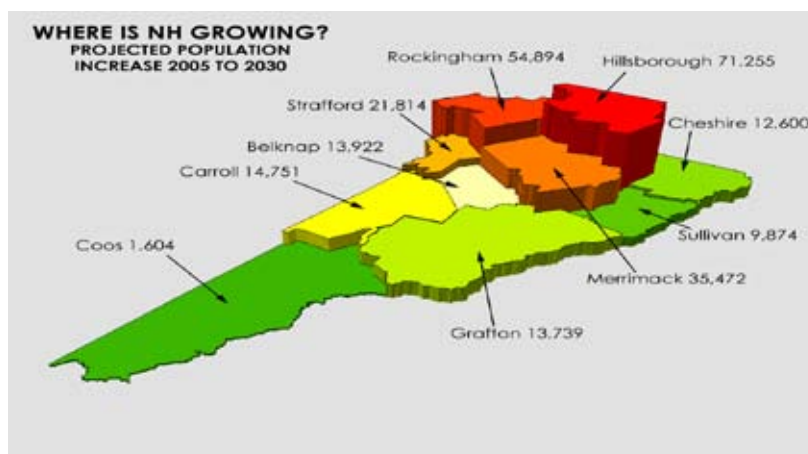 WHERE IS NH GROWING?
PROJECTED POPULATION
INCREASE 2005 TO 2030
Rockingham 54,894
Hillsborough 71,255
Strafford 21,814
Cheshire 12,600
Belknap 13,922
Carroll 14,751
Coos 1,604
Sullivan 9,874
Merrimack 35,472
Grafton 13,739